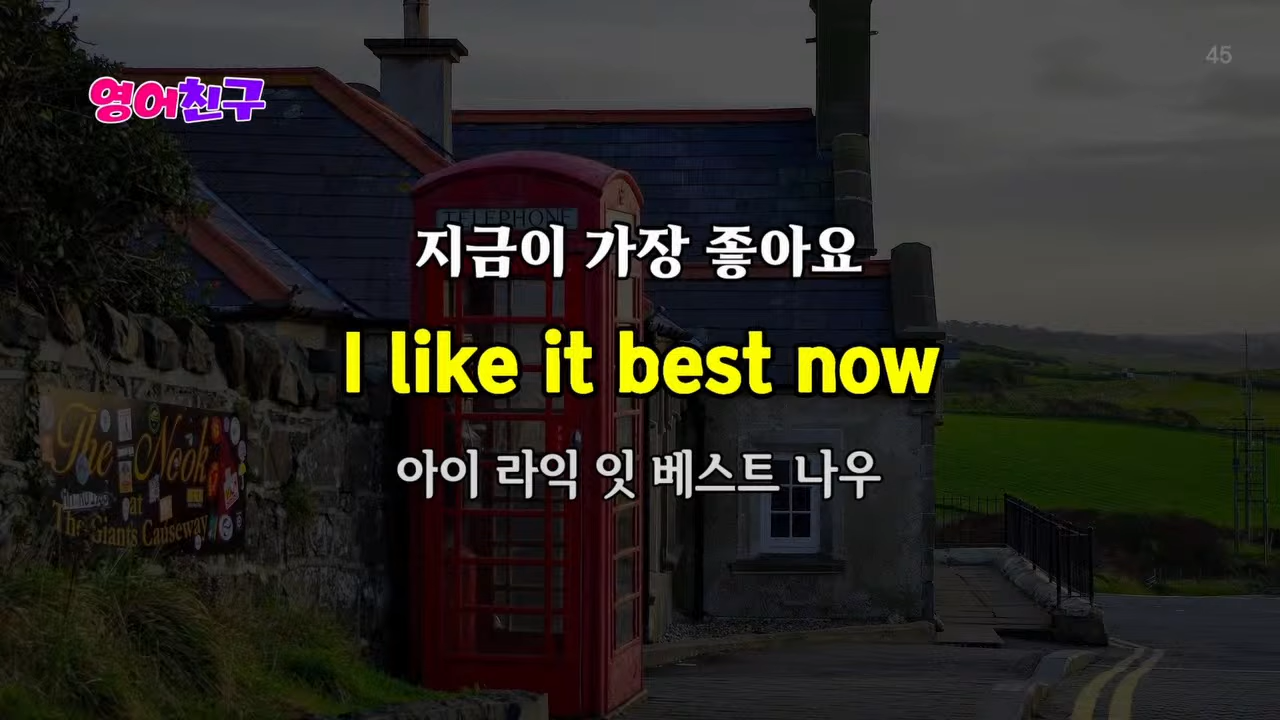 45
영어친구
TELEPHONE
지금이 가장 좋아요
I like it best now
아이 라익 잇 베스트 나우
The Nook
at
The Giants Causeway